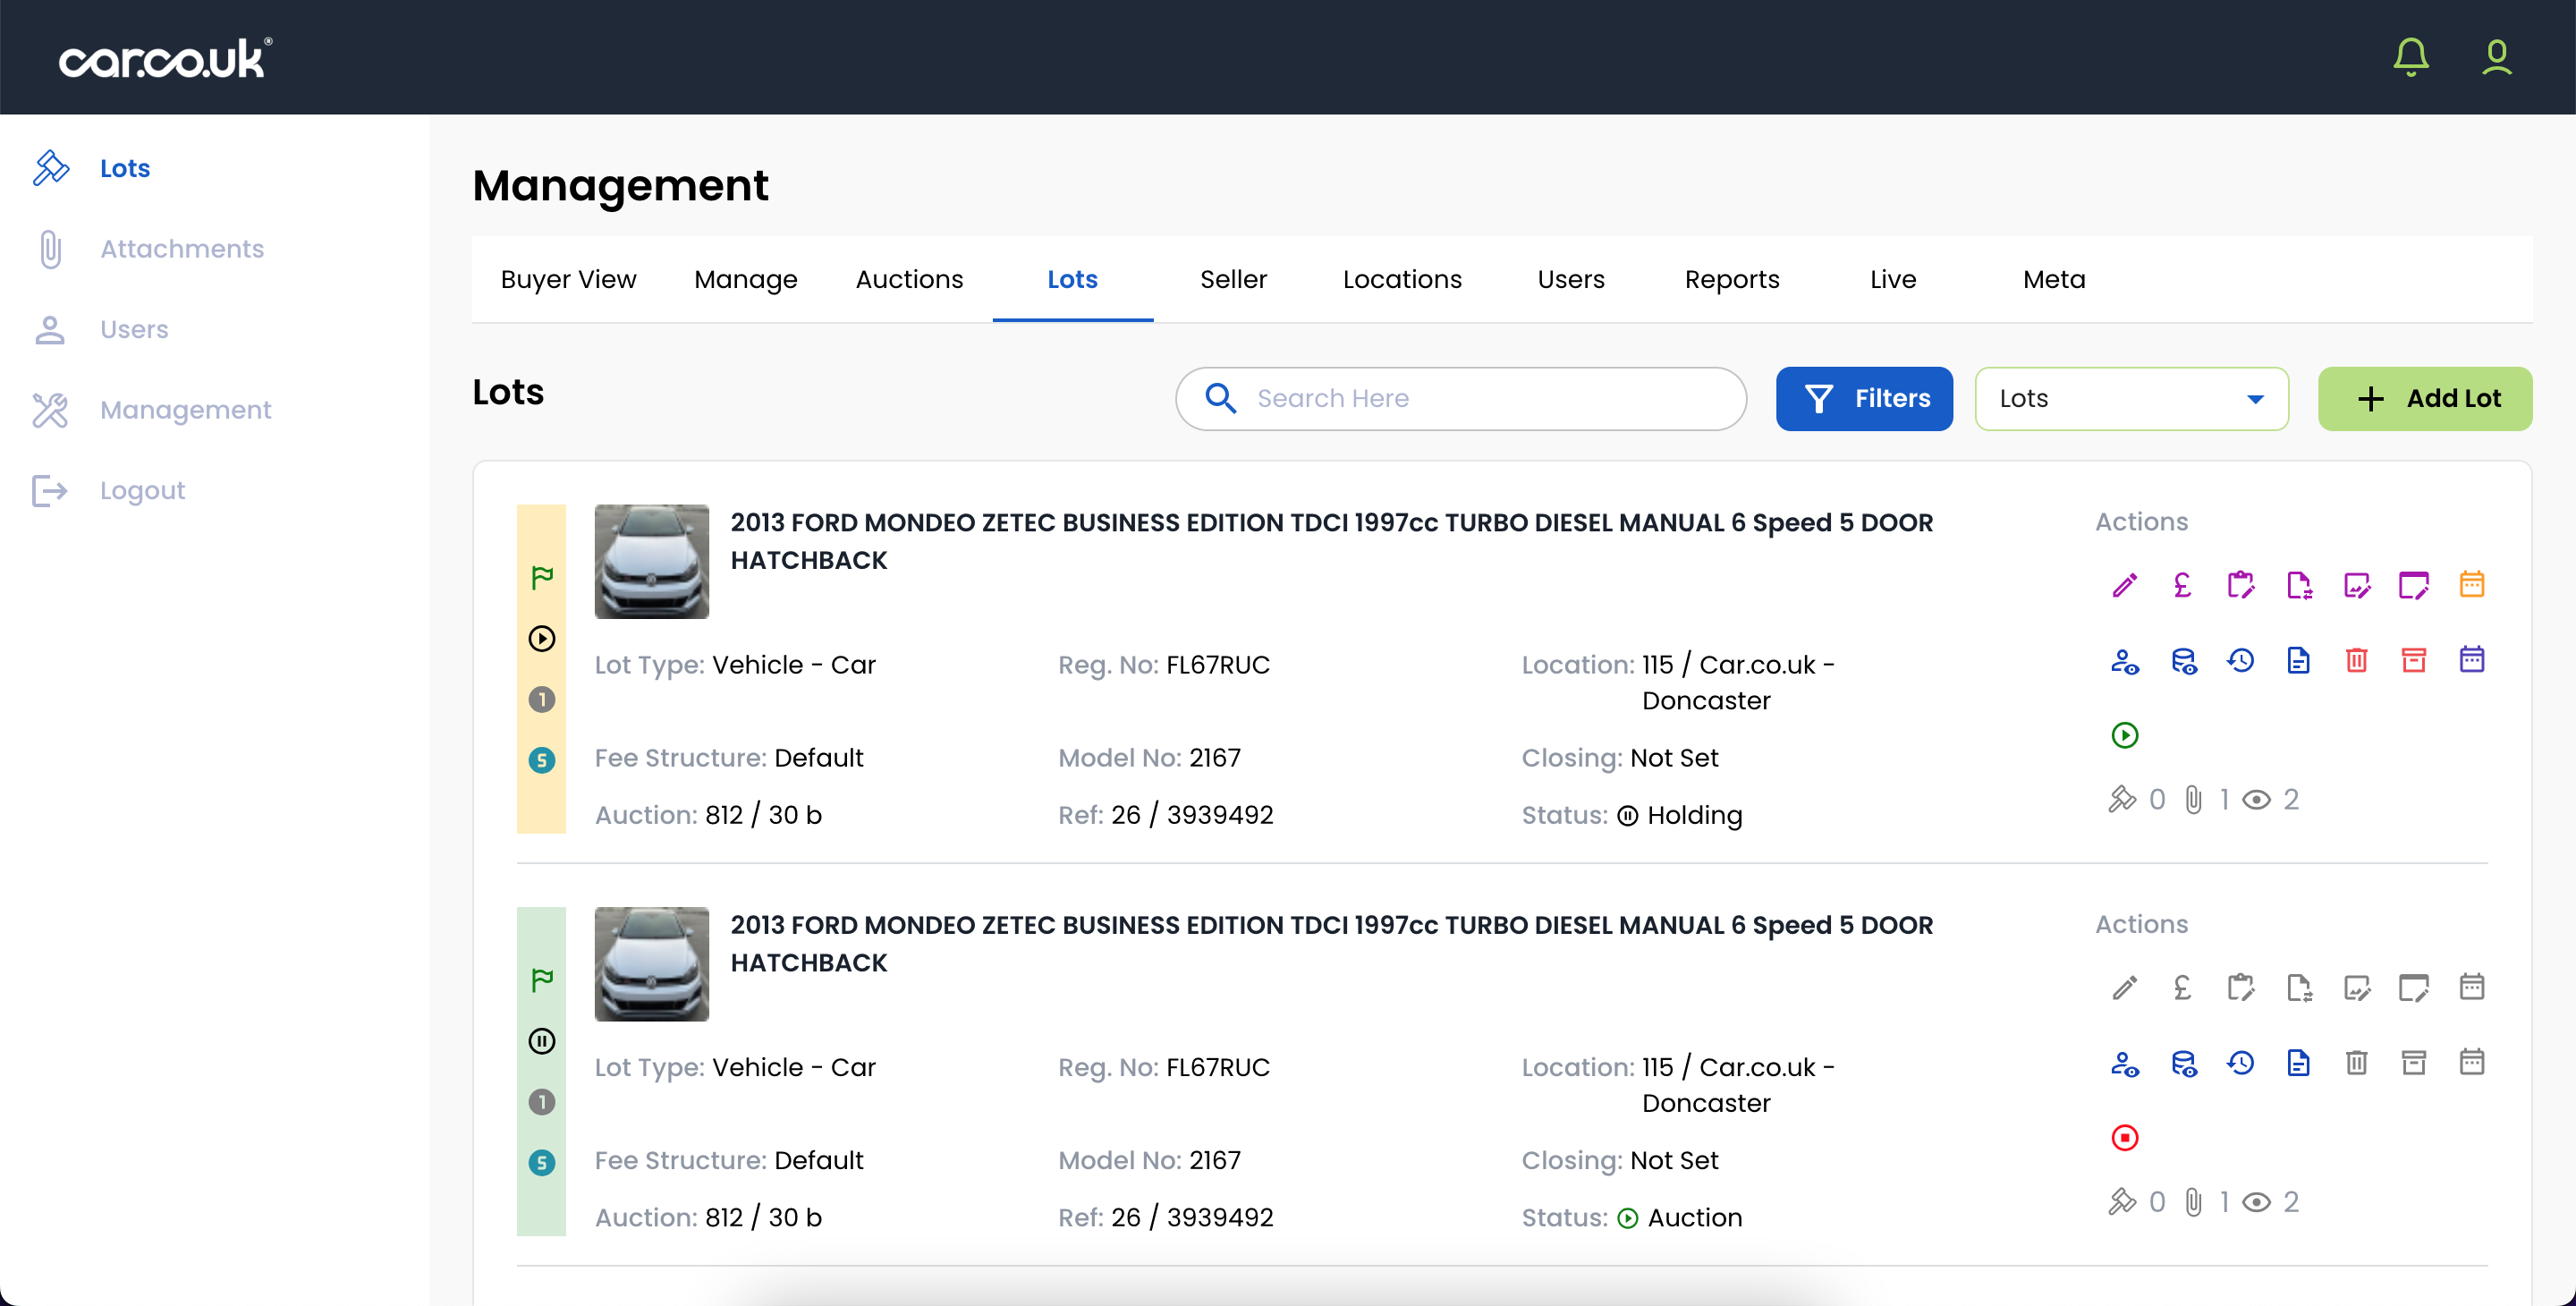 car.co.uk®
Lots
Attachments
Users
Management
Logout
Management
Buyer View Manage Auctions Lots Seller Locations Users Reports Live Meta
Lots
Search Here
Filters
Lots
Add Lot
2013 FORD MONDEO ZETEC BUSINESS EDITION TDCI 1997cc TURBO DIESEL MANUAL 6 Speed 5 DOOR
HATCHBACK
Actions
1
S
Lot Type: Vehicle - Car
Reg. No: FL67RUC
Location: 115 / Car.co.uk -
Doncaster
Fee Structure: Default
Model No: 2167
Closing: Not Set
Auction: 812 / 30 b
Ref: 26 / 3939492
Status: Holding
£
0 1 2
2013 FORD MONDEO ZETEC BUSINESS EDITION TDCI 1997cc TURBO DIESEL MANUAL 6 Speed 5 DOOR
HATCHBACK
Actions
1
S
Lot Type: Vehicle - Car
Reg. No: FL67RUC
Location: 115 / Car.co.uk -
Doncaster
Fee Structure: Default
Model No: 2167
Closing: Not Set
Auction: 812 / 30 b
Ref: 26 / 3939492
Status: Auction
£
0 1 2